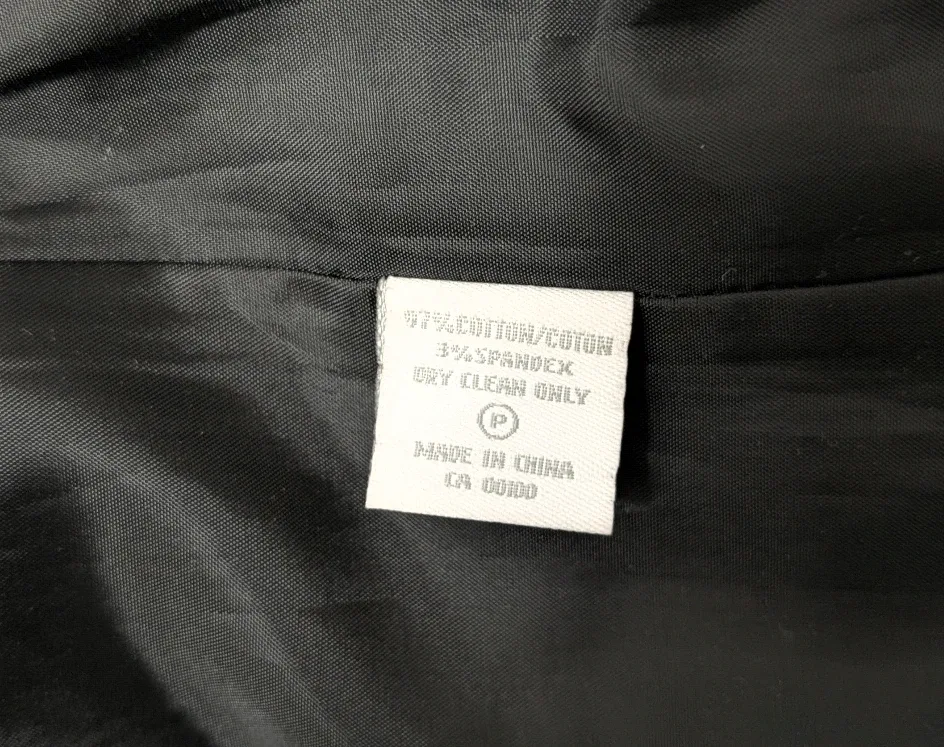 97%COTTON/COTON
3%SPANDEX
DRY CLEAN ONLY
P
MADE IN CHINA
CA 00100